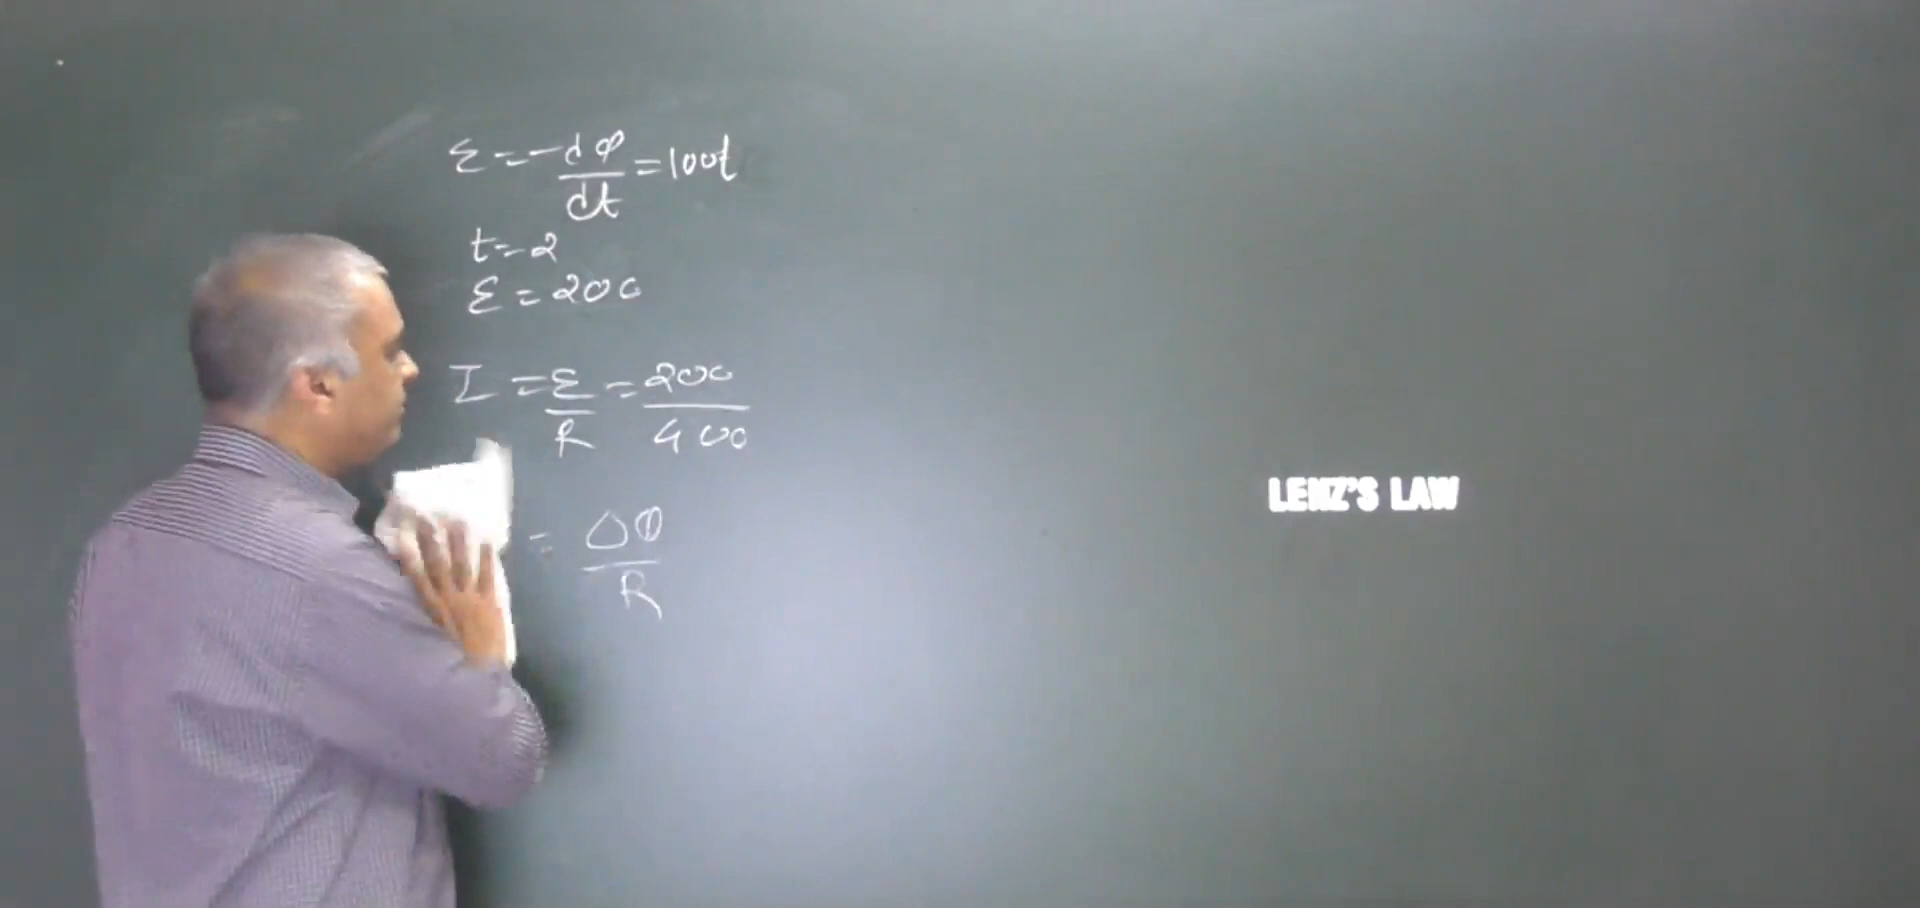 ε = -dφ/dt = 100t
t = 2
ε = 200
I = ε/R = 200/400
= Δφ/R
LENZ'S LAW